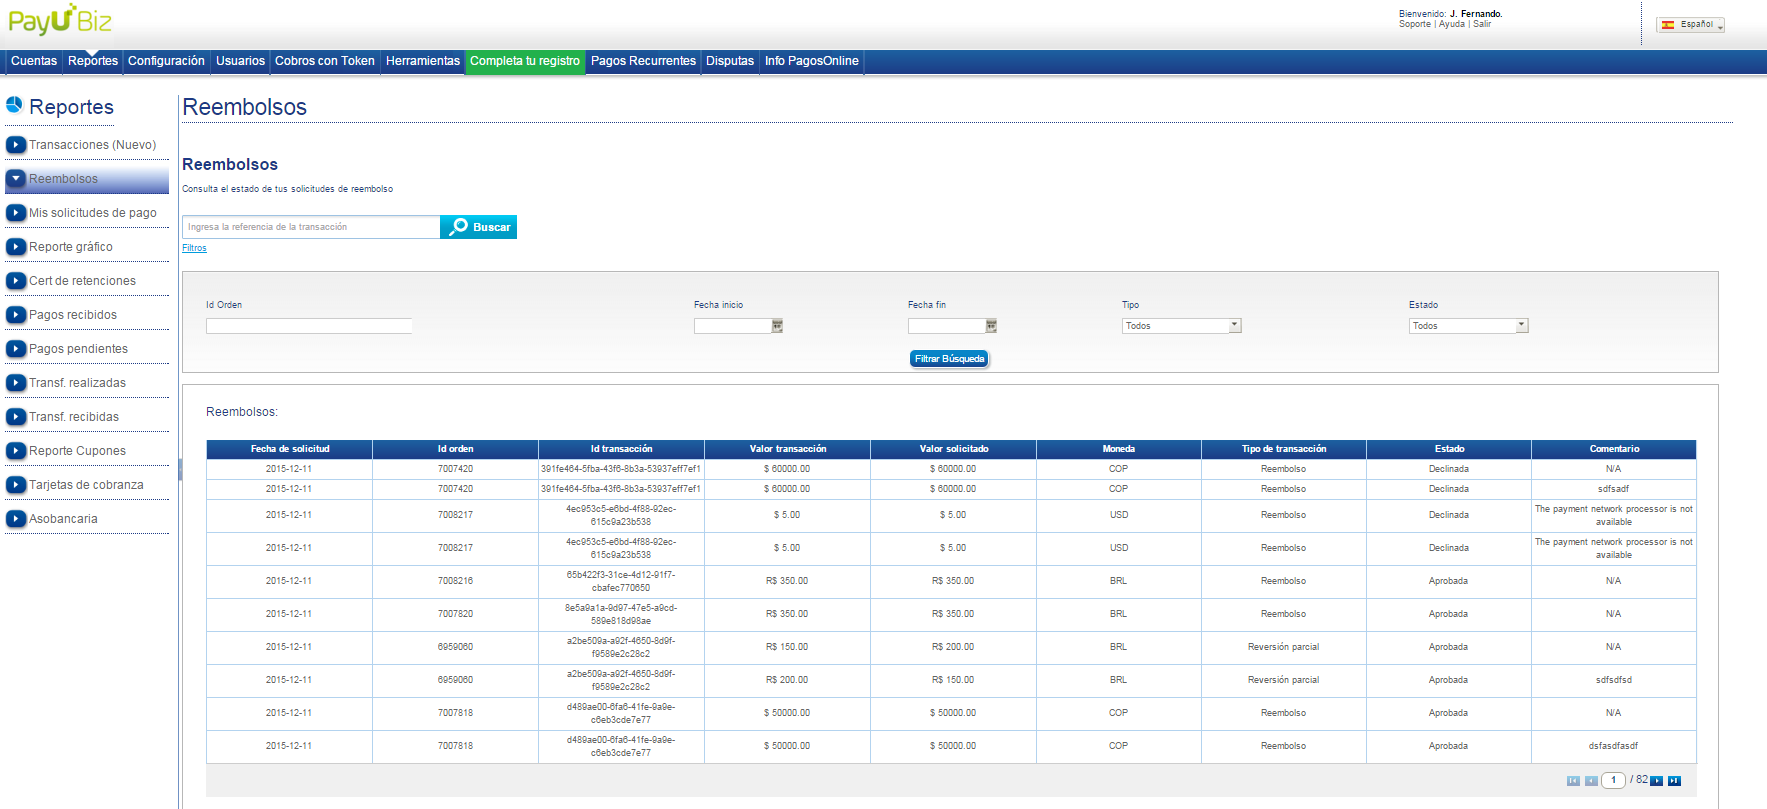 PayU Biz
Bienvenido: J. Fernando.
Soporte | Ayuda | Salir
Español
Cuentas Reportes Configuración Usuarios Cobros con Token Herramientas Completa tu registro Pagos Recurrentes Disputas Info PagosOnline
Reportes
Transacciones (Nuevo)
Reembolsos
Mis solicitudes de pago
Reporte gráfico
Cert de retenciones
Pagos recibidos
Pagos pendientes
Transf. realizadas
Transf. recibidas
Reporte Cupones
Tarjetas de cobranza
Asobancaria
Reembolsos
Reembolsos
Consulta el estado de tus solicitudes de reembolso
Ingresa la referencia de la transacción Buscar
Filtros
Id Orden Fecha inicio Fecha fin Tipo Estado
Todos Todos
Filtrar Búsqueda
Reembolsos:
Fecha de solicitud Id orden Id transacción Valor transacción Valor solicitado Moneda Tipo de transacción Estado Comentario
2015-12-11 7007420 391fe464-5fba-43f6-8b3a-53937eff7ef1 $ 60000.00 $ 60000.00 COP Reembolso Declinada N/A
2015-12-11 7007420 391fe464-5fba-43f6-8b3a-53937eff7ef1 $ 60000.00 $ 60000.00 COP Reembolso Declinada sdfsadf
2015-12-11 7008217 4ec953c5-e6bd-4f88-92ec-615c9a23b538 $ 5.00 $ 5.00 USD Reembolso Declinada The payment network processor is not available
2015-12-11 7008217 4ec953c5-e6bd-4f88-92ec-615c9a23b538 $ 5.00 $ 5.00 USD Reembolso Declinada The payment network processor is not available
2015-12-11 7008216 65b422f3-31ce-4d12-91f7-cbafec770650 R$ 350.00 R$ 350.00 BRL Reembolso Aprobada N/A
2015-12-11 7007820 8e5a9a1a-9d97-47e5-a9cd-589e818d98ae R$ 350.00 R$ 350.00 BRL Reembolso Aprobada N/A
2015-12-11 6959060 a2be509a-a92f-4650-8d9f-f9589e2c28c2 R$ 150.00 R$ 200.00 BRL Reversión parcial Aprobada N/A
2015-12-11 6959060 a2be509a-a92f-4650-8d9f-f9589e2c28c2 R$ 200.00 R$ 150.00 BRL Reversión parcial Aprobada sdfsdfsd
2015-12-11 7007818 d489ae00-6fa6-41fe-9a9e-c6eb3cde7e77 $ 50000.00 $ 50000.00 COP Reembolso Aprobada N/A
2015-12-11 7007818 d489ae00-6fa6-41fe-9a9e-c6eb3cde7e77 $ 50000.00 $ 50000.00 COP Reembolso Aprobada dsfasdfasdf
1 / 82